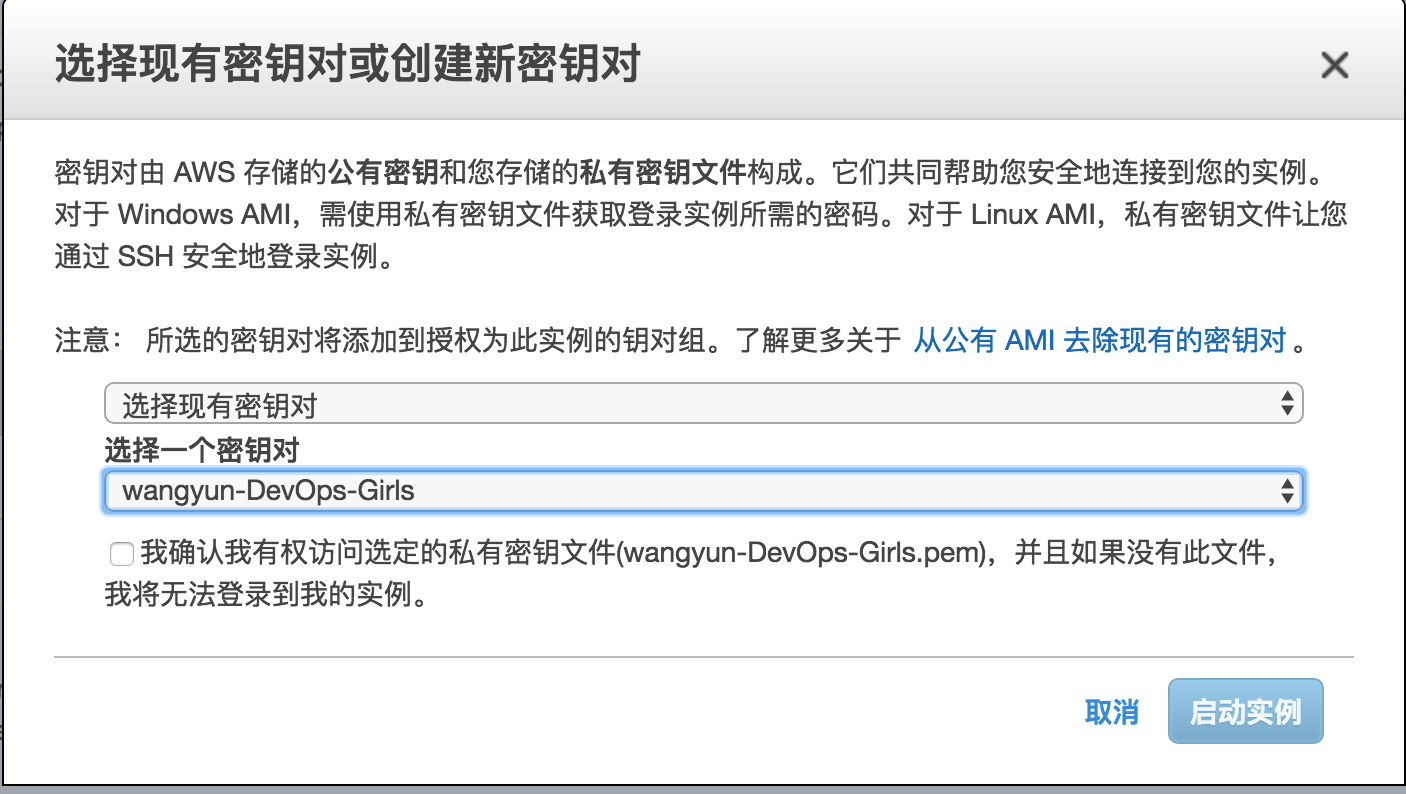 选择现有密钥对或创建新密钥对
密钥对由 AWS 存储的公有密钥和您存储的私有密钥文件构成。它们共同帮助您安全地连接到您的实例。
对于 Windows AMI，需使用私有密钥文件获取登录实例所需的密码。对于 Linux AMI，私有密钥文件让您
通过 SSH 安全地登录实例。
注意： 所选的密钥对将添加到授权为此实例的钥对组。了解更多关于 从公有 AMI 去除现有的密钥对 。
选择现有密钥对
选择一个密钥对
wangyun-DevOps-Girls
我确认我有权访问选定的私有密钥文件(wangyun-DevOps-Girls.pem)，并且如果没有此文件，
我将无法登录到我的实例。
取消 启动实例